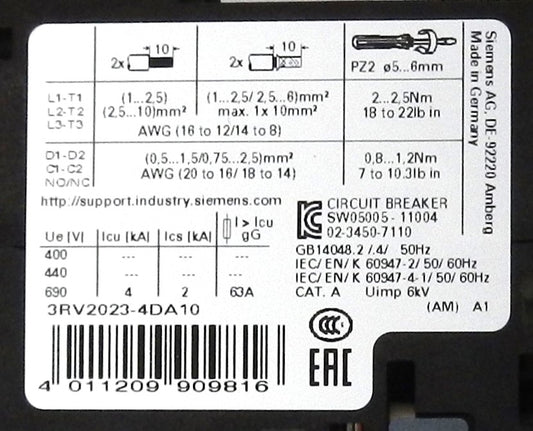 10
2x
10
2x
PZ2 ø5...6mm
L1-T1
L2-T2
L3-T3
(1...2,5)
(2,5...10)mm²
(1...2,5/2,5...6)mm²
max. 1x 10mm²
AWG (16 to 12/14 to 8)
2...2,5Nm
18 to 22lb in
D1-D2
C1-C2
NO/NC
(0,5...1,5/0,75...2,5)mm²
AWG (20 to 16/ 18 to 14)
0,8...1,2Nm
7 to 10.3lb in
http://support.industry.siemens.com
Ue [V] Icu [kA] Ics [kA] I > Icu gG
400 --- --- ---
440 --- --- ---
690 4 2 63A
3RV2023-4DA10
4 011209 909816
CIRCUIT BREAKER
SW05005 - 11004
02-3450-7110
GB14048.2 /.4/ 50Hz
IEC/ EN/ K 60947-2/ 50/ 60Hz
IEC/ EN/ K 60947-4-1/ 50/ 60Hz
CAT. A Uimp 6kV
(AM) A1
CCC
EAC
Siemens AG, DE-92220 Amberg
Made in Germany